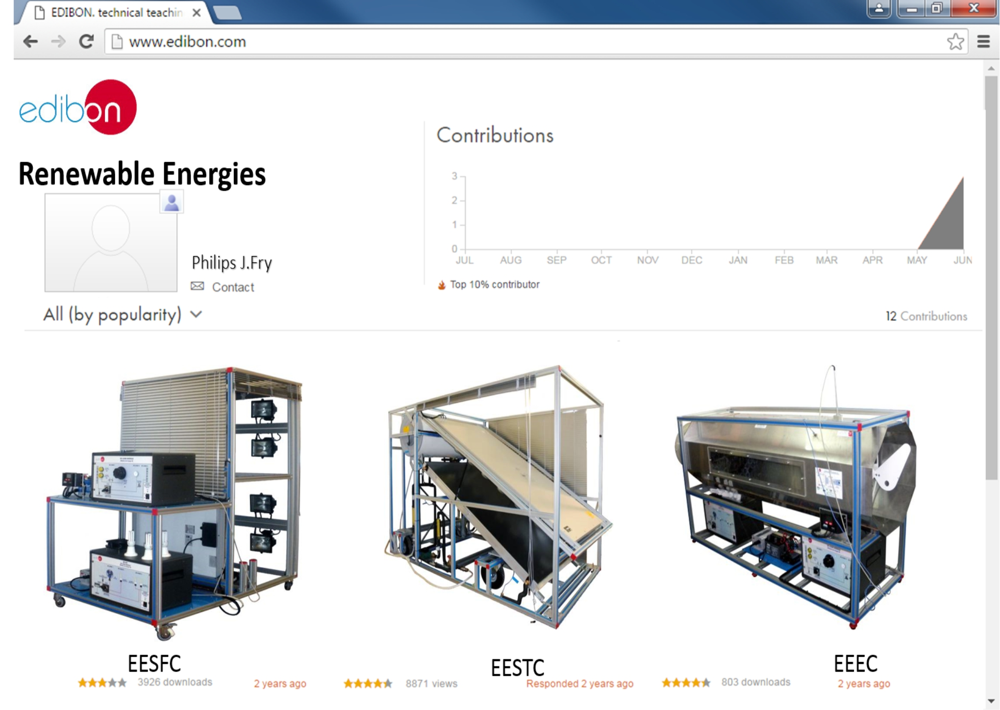 EDIBON. technical teachin
www.edibon.com
edibon
Renewable Energies
Philips J.Fry
Contact
Contributions
3
2
1
0
JUL AUG SEP OCT NOV DEC JAN FEB MAR APR MAY JUN
Top 10% contributor
All (by popularity)
12 Contributions
EESFC
3926 downloads 2 years ago
EESTC
8871 views Responded 2 years ago
EEEC
803 downloads 2 years ago